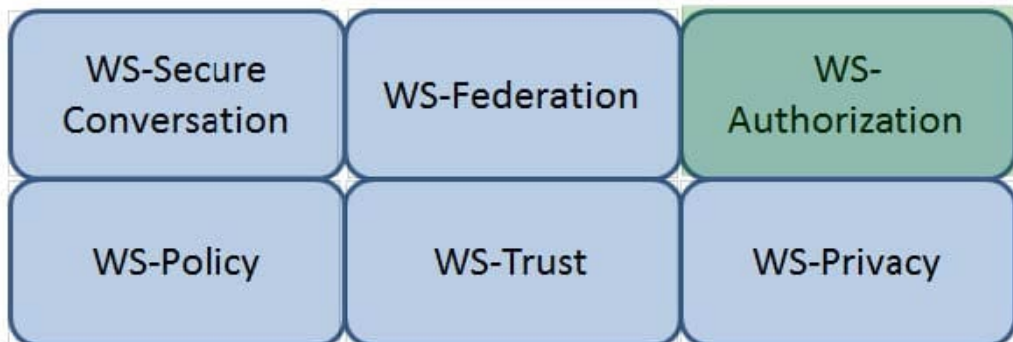 WS-Secure
Conversation
WS-Federation
WS-
Authorization
WS-Policy
WS-Trust
WS-Privacy